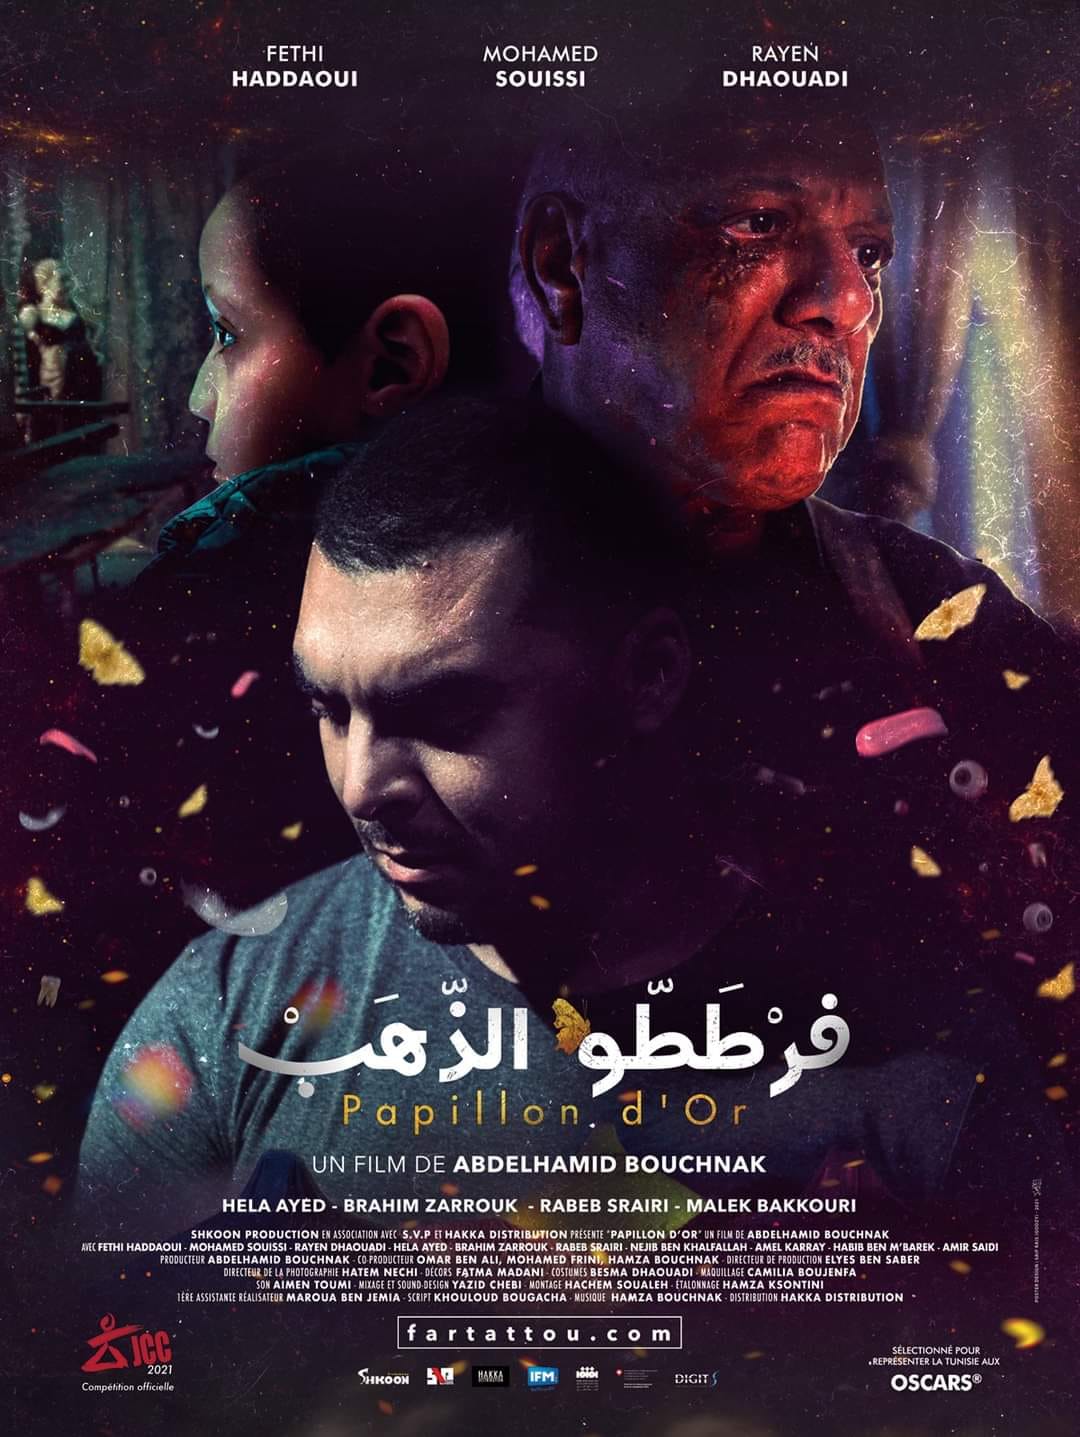 FETHI HADDAOUI
MOHAMED SOUISSI
RAYEN DHAOUADI
فرْطَطّو الذّهَبْ
Papillon d'Or
UN FILM DE ABDELHAMID BOUCHNAK
HELA AYED - BRAHIM ZARROUK - RABEB SRAIRI - MALEK BAKKOURI
SHKOON PRODUCTION EN ASSOCIATION AVEC S.V.P ET HAKKA DISTRIBUTION PRÉSENTE "PAPILLON D'OR" UN FILM DE ABDELHAMID BOUCHNAK
AVEC FETHI HADDAOUI - MOHAMED SOUISSI - RAYEN DHAOUADI - HELA AYED - BRAHIM ZARROUK - RABEB SRAIRI - NEJIB BEN KHALFALLAH - AMEL KARRAY - HABIB BEN M'BAREK - AMIR SAIDI
PRODUCTEUR ABDELHAMID BOUCHNAK - CO-PRODUCTEUR OMAR BEN ALI, MOHAMED FRINI, HAMZA BOUCHNAK - DIRECTEUR DE PRODUCTION ELYES BEN SABER
DIRECTEUR DE LA PHOTOGRAPHIE HATEM NECHI - DÉCORS FATMA MADANI - COSTUMES BESMA DHAOUADI - MAQUILLAGE CAMILIA BOUJENFA
SON AIMEN TOUMI - MIXAGE ET SOUND-DESIGN YAZID CHEBI - MONTAGE HACHEM SOUALEH - ETALONNAGE HAMZA KSONTINI
1ÈRE ASSISTANTE RÉALISATEUR MAROUA BEN JEMIA - SCRIPT KHOULOUD BOUGACHA - MUSIQUE HAMZA BOUCHNAK - DISTRIBUTION HAKKA DISTRIBUTION
fartattou.com
JCC
2021
Compétition officielle
SHKOON
SVP
HAKKA
DISTRIBUTION
IFM
DIGIT
SÉLECTIONNÉ POUR
REPRÉSENTER LA TUNISIE AUX
OSCARS®